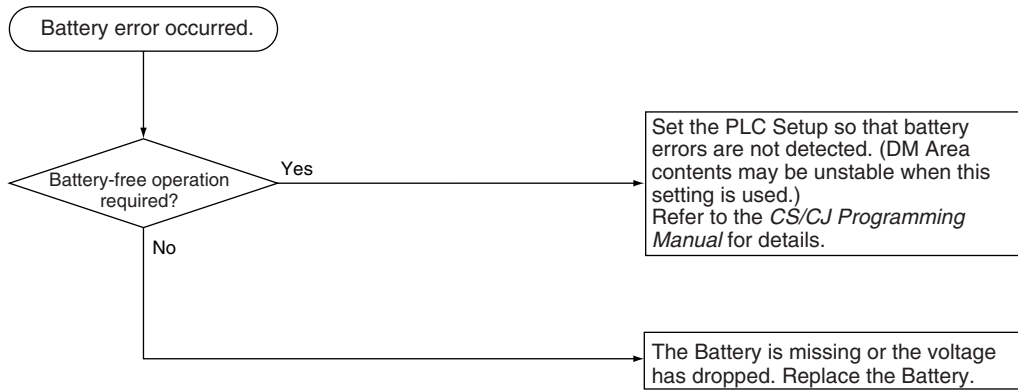 Battery error occurred.
Battery-free operation
required?
Yes
Set the PLC Setup so that battery
errors are not detected. (DM Area
contents may be unstable when this
setting is used.)
Refer to the CS/CJ Programming
Manual for details.
No
The Battery is missing or the voltage
has dropped. Replace the Battery.